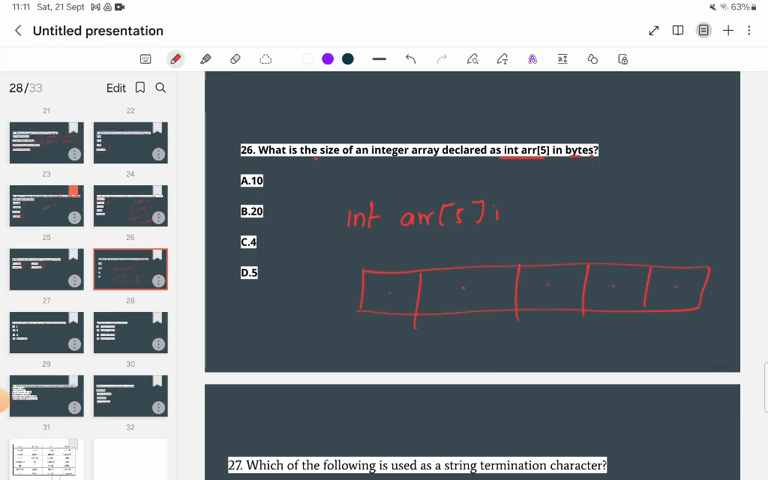 11:11 Sat, 21 Sept
63%
Untitled presentation
28/33
Edit
21
22
23
24
25
26
27
28
29
30
31
32
26. What is the size of an integer array declared as int arr[5] in bytes?
A.10
B.20
C.4
D.5
int arr[5];
27. Which of the following is used as a string termination character?